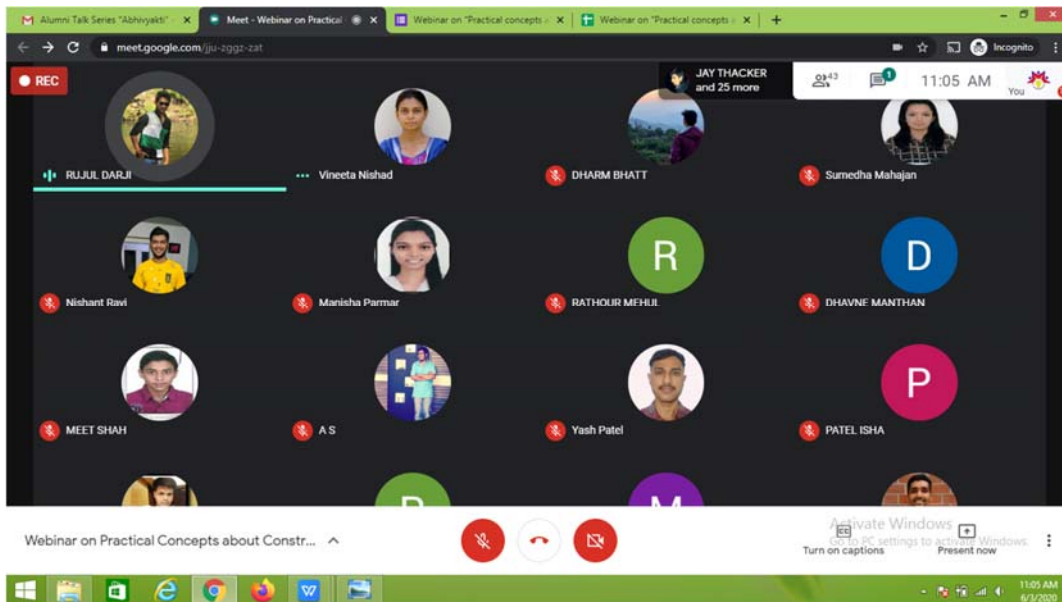 Alumni Talk Series "Abhivyakti"
Meet - Webinar on Practical
Webinar on "Practical concepts
Webinar on "Practical concepts
meet.google.com/jju-zggz-zat
Incognito
REC
JAY THACKER
and 25 more
43
1
11:05 AM
You
RUJUL DARJI
Vineeta Nishad
DHARM BHATT
Sumedha Mahajan
R
D
Nishant Ravi
Manisha Parmar
RATHOUR MEHUL
DHAVNE MANTHAN
P
MEET SHAH
A S
Yash Patel
PATEL ISHA
M
Webinar on Practical Concepts about Constr...
Activate Windows
Go to PC settings to activate Windows.
CC
Turn on captions
Present now
W
11:05 AM
6/3/2020